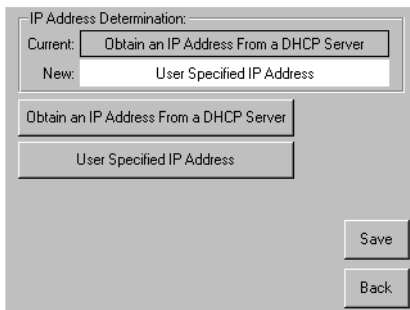 IP Address Determination:
Current: Obtain an IP Address From a DHCP Server
New: User Specified IP Address
Obtain an IP Address From a DHCP Server
User Specified IP Address
Save
Back